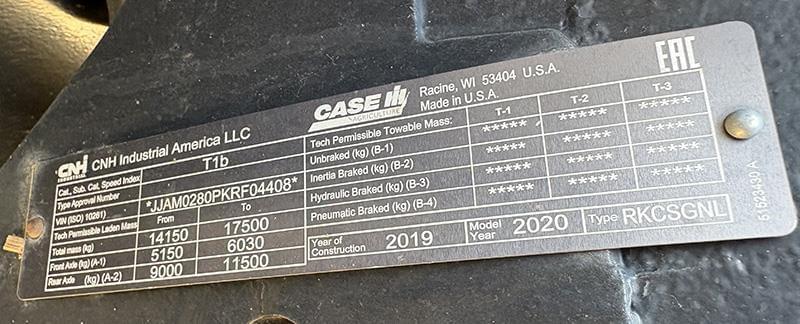 CNH INDUSTRIAL CNH Industrial America LLC
Cat., Sub. Cat, Speed Index T1b
Type Approval Number
VIN (ISO 10261) *JJAM0280PKRF04408*
Tech Permissible Laden Mass From To
Total mass (kg) 14150 17500
Front Axle (kg) (A-1) 5150 6030
Rear Axle (kg) (A-2) 9000 11500
CASE IH
AGRICULTURE
Racine, WI 53404 U.S.A.
Made in U.S.A.
EAC
Tech Permissible Towable Mass: T-1 T-2 T-3
Unbraked (kg) (B-1) ***** ***** *****
Inertia Braked (kg) (B-2) ***** ***** *****
Hydraulic Braked (kg) (B-3) ***** ***** *****
Pneumatic Braked (kg) (B-4) ***** ***** *****
Year of Construction 2019 Model Year 2020 Type RKCSGNL
51623430 A